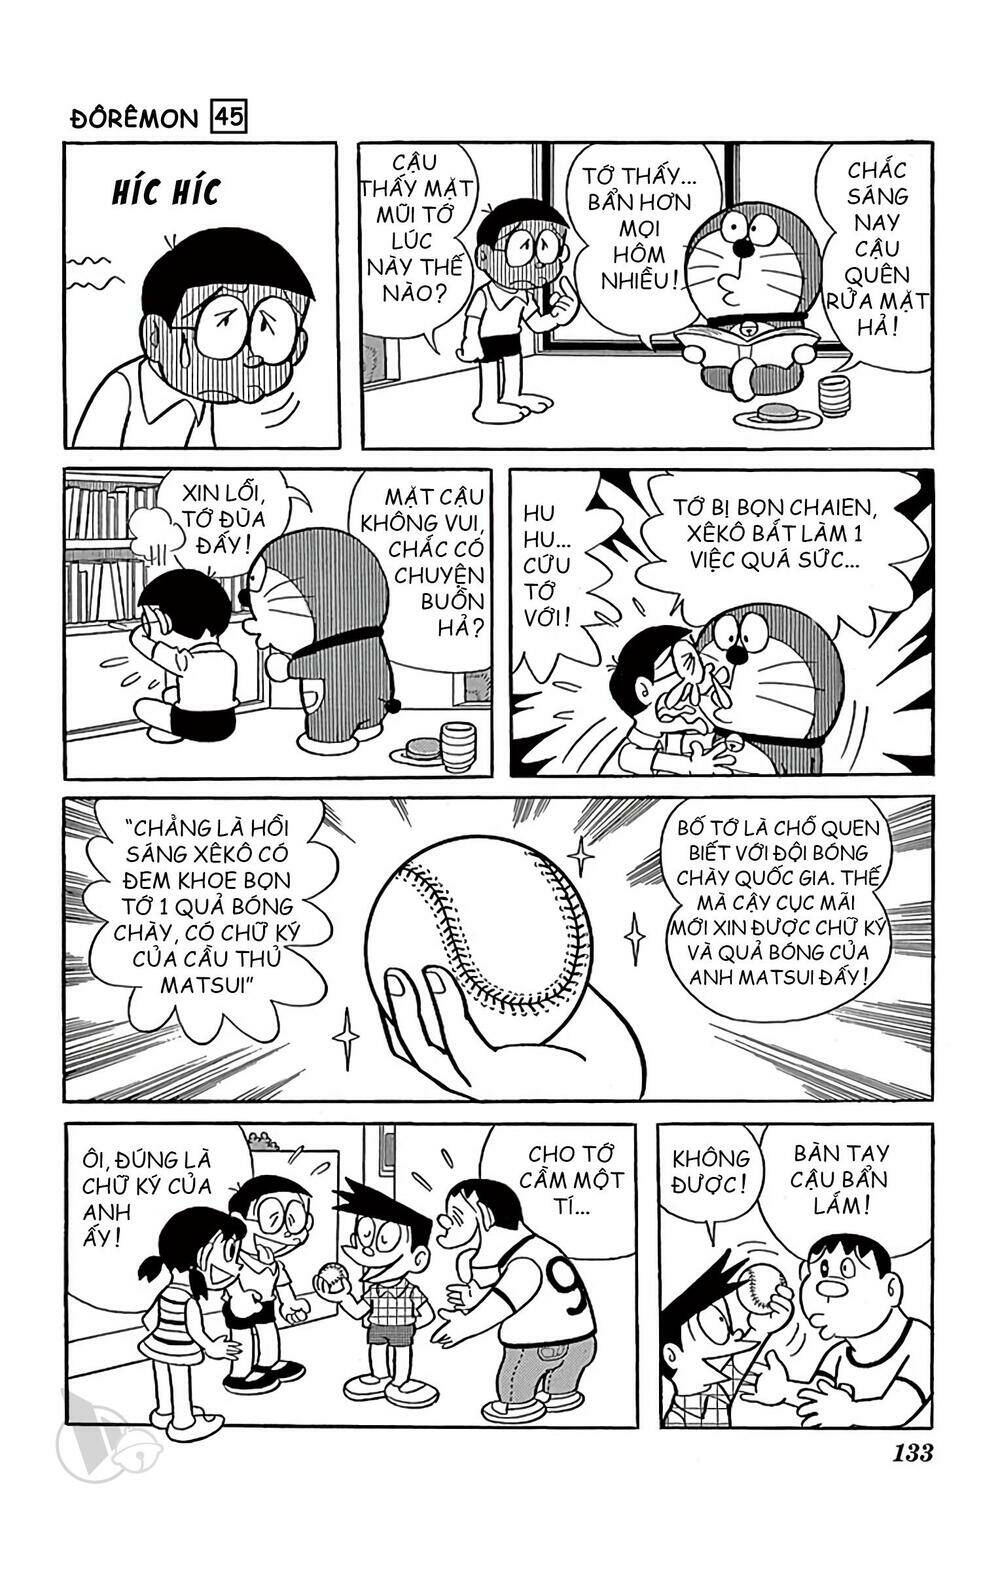 ĐÔRÊMON 45
HÍC HÍC
CẬU
THẤY MẶT
MŨI TỚ
LÚC
NÀY THẾ
NÀO?
TỚ THẤY...
BẨN HƠN
MỌI
HÔM
NHIỀU!
CHẮC
SÁNG
NAY
CẬU
QUÊN
RỬA MẶT
HẢ!
XIN LỖI,
TỚ ĐÙA
ĐẤY!
MẶT CẬU
KHÔNG VUI,
CHẮC CÓ
CHUYỆN
BUỒN
HẢ?
HU
HU...
CỨU
TỚ
VỚI!
TỚ BỊ BỌN CHAIEN,
XÊKÔ BẮT LÀM 1
VIỆC QUÁ SỨC...
“CHẲNG LÀ HỒI
SÁNG XÊKÔ CÓ
ĐEM KHOE BỌN
TỚ 1 QUẢ BÓNG
CHÀY, CÓ CHỮ KÝ
CỦA CẦU THỦ
MATSUI”
BỐ TỚ LÀ CHỖ QUEN
BIẾT VỚI ĐỘI BÓNG
CHÀY QUỐC GIA. THẾ
MÀ CẬY CỤC MÃI
MỚI XIN ĐƯỢC CHỮ KÝ
VÀ QUẢ BÓNG CỦA
ANH MATSUI ĐẤY!
ÔI, ĐÚNG LÀ
CHỮ KÝ CỦA
ANH
ẤY!
CHO TỚ
CẦM MỘT
TÍ...
9
KHÔNG
ĐƯỢC!
BÀN TAY
CẬU BẨN
LẮM!
133